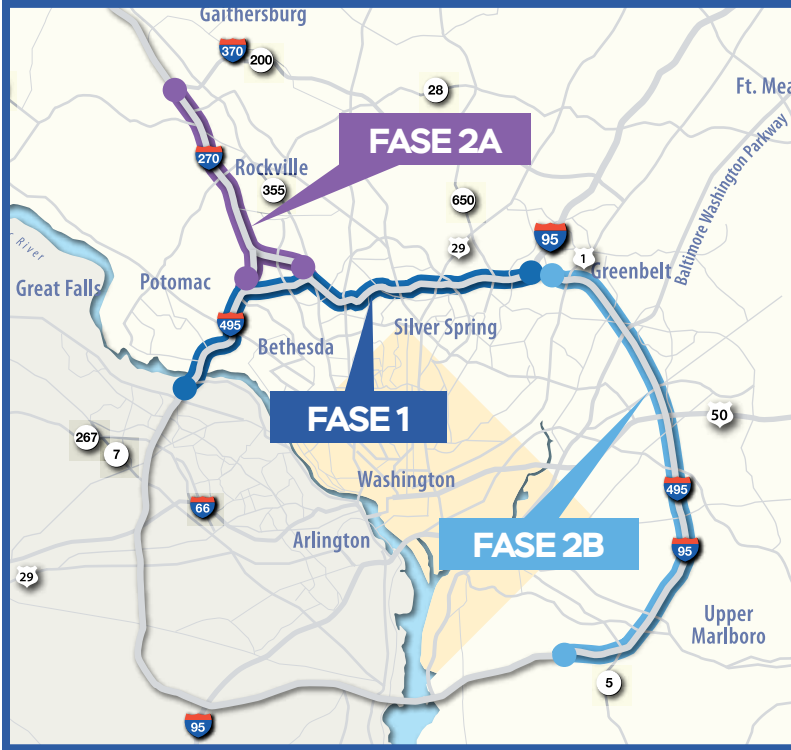 Gaithersburg
370
200
28
Ft. Mea
FASE 2A
270
Rockville
355
650
Baltimore Washington Parkway
95
29
1
Greenbelt
River
Great Falls
Potomac
495
Silver Spring
Bethesda
FASE 1
50
267
7
Washington
495
66
Arlington
FASE 2B
95
29
Upper
Marlboro
5
95